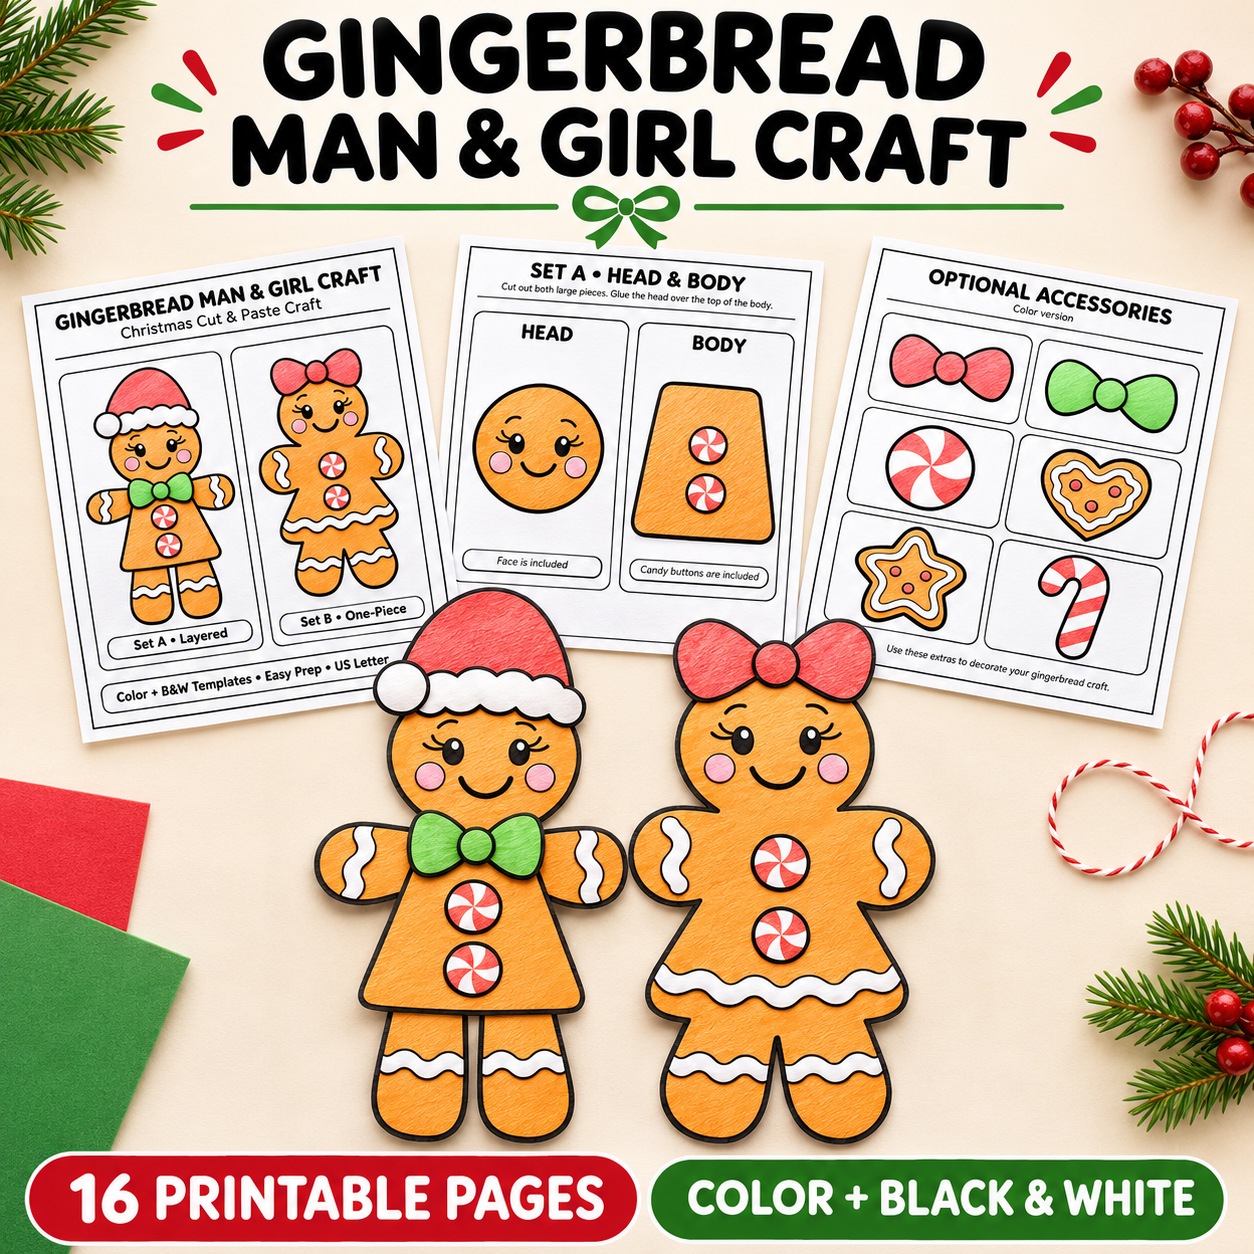 GINGERBREAD
MAN & GIRL CRAFT
GINGERBREAD MAN & GIRL CRAFT
Christmas Cut & Paste Craft
Set A • Layered
Set B • One-Piece
Color + B&W Templates • Easy Prep • US Letter
SET A • HEAD & BODY
Cut out both large pieces. Glue the head over the top of the body.
HEAD
BODY
Face is included
Candy buttons are included
OPTIONAL ACCESSORIES
Color version
Use these extras to decorate your gingerbread craft.
16 PRINTABLE PAGES
COLOR + BLACK & WHITE